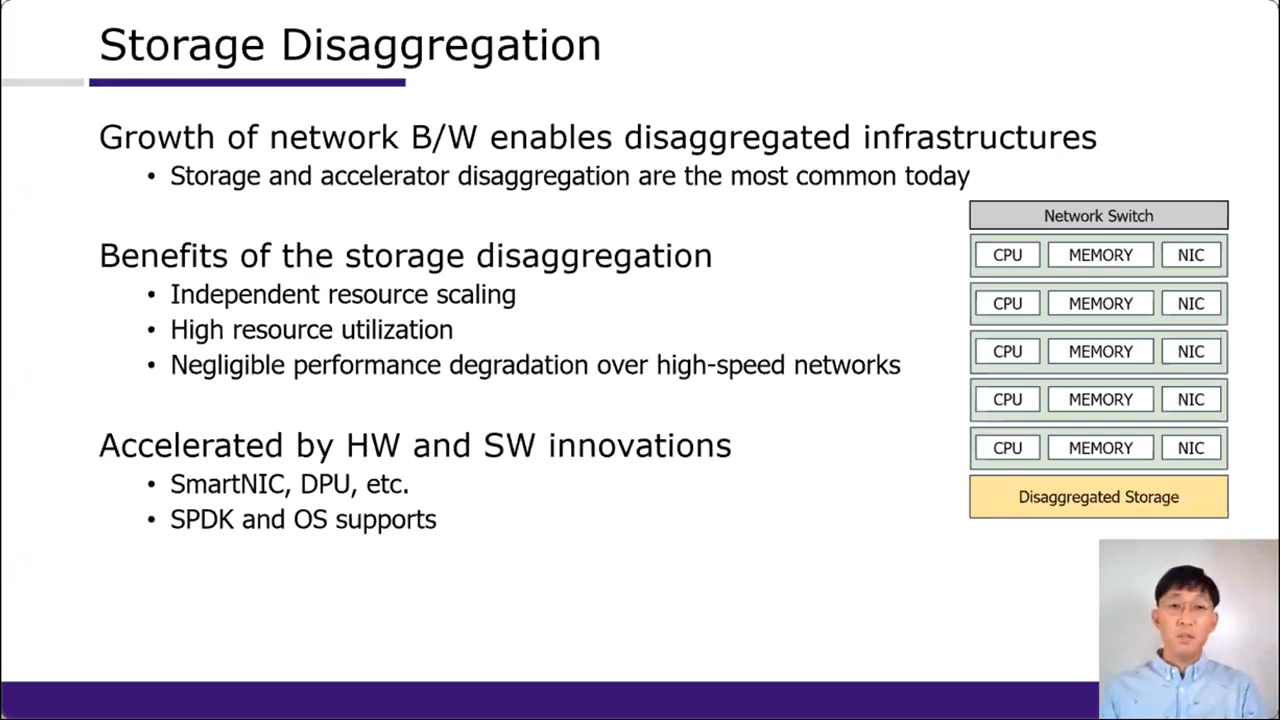 Storage Disaggregation
Growth of network B/W enables disaggregated infrastructures
• Storage and accelerator disaggregation are the most common today
Benefits of the storage disaggregation
• Independent resource scaling
• High resource utilization
• Negligible performance degradation over high-speed networks
Accelerated by HW and SW innovations
• SmartNIC, DPU, etc.
• SPDK and OS supports
Network Switch
CPU MEMORY NIC
CPU MEMORY NIC
CPU MEMORY NIC
CPU MEMORY NIC
CPU MEMORY NIC
Disaggregated Storage